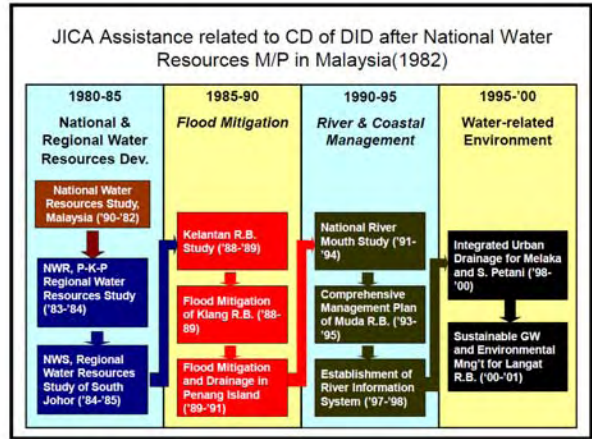 JICA Assistance related to CD of DID after National Water
Resources M/P in Malaysia(1982)
1980-85
National &
Regional Water
Resources Dev.
National Water
Resources Study,
Malaysia ('90-'82)
NWR, P-K-P
Regional Water
Resources Study
('83-'84)
NWS, Regional
Water Resources
Study of South
Johor ('84-'85)
1985-90
Flood Mitigation
Kelantan R.B.
Study ('88-'89)
Flood Mitigation
of Klang R.B. ('88-
89)
Flood Mitigation
and Drainage in
Penang Island
('89-'91)
1990-95
River & Coastal
Management
National River
Mouth Study ('91-
'94)
Comprehensive
Management Plan
of Muda R.B. ('93-
'95)
Establishment of
River Information
System ('97-'98)
1995-'00
Water-related
Environment
Integrated Urban
Drainage for Melaka
and S. Petani ('98-
'00)
Sustainable GW
and Environmental
Mng't for Langat
R.B. ('00-'01)